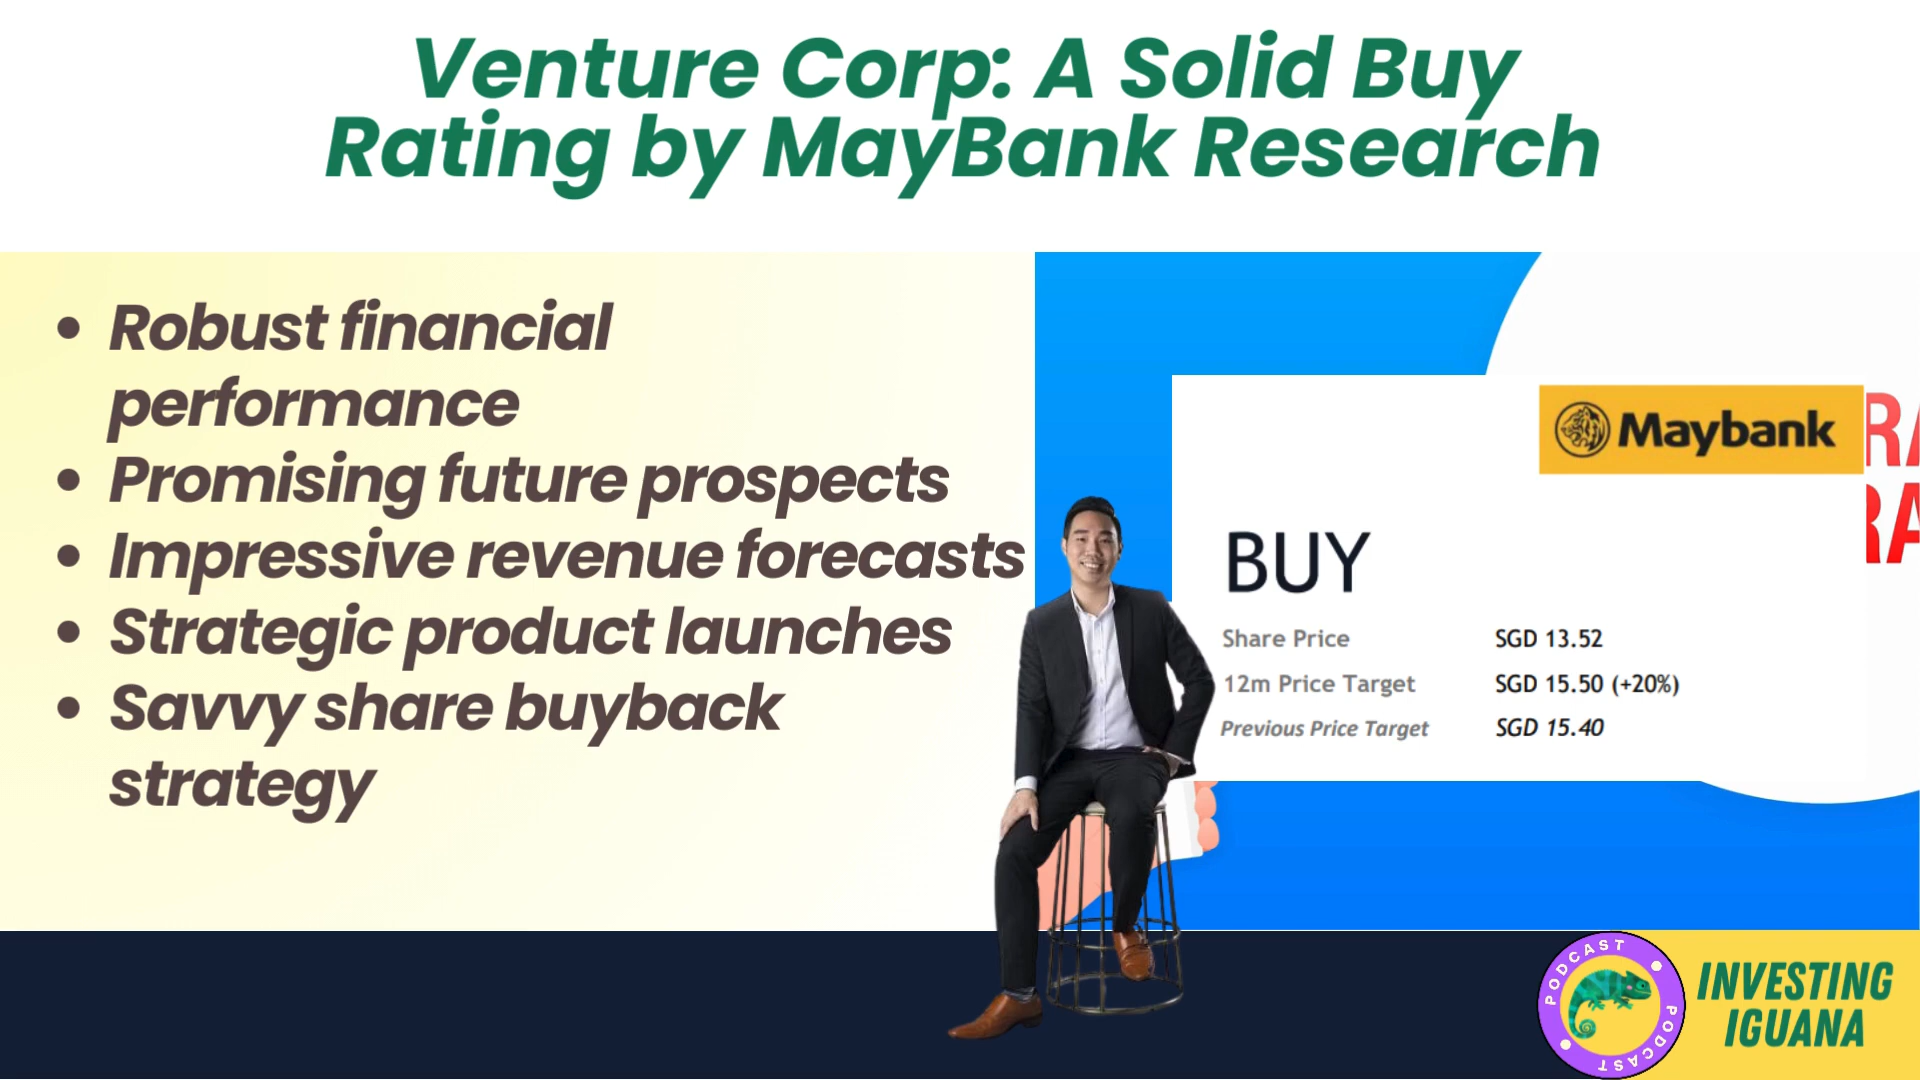 Venture Corp: A Solid Buy
Rating by MayBank Research
• Robust financial
performance
• Promising future prospects
• Impressive revenue forecasts
• Strategic product launches
• Savvy share buyback
strategy
Maybank
RA
RA
BUY
Share Price SGD 13.52
12m Price Target SGD 15.50 (+20%)
Previous Price Target SGD 15.40
PODCAST
PODCAST
INVESTING
IGUANA